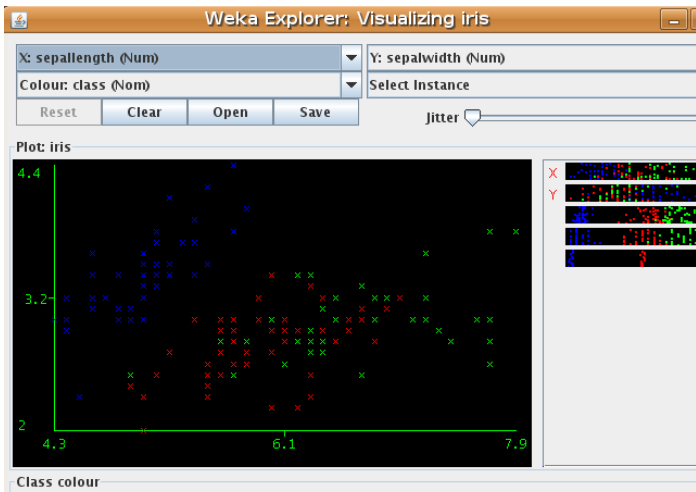 Weka Explorer: Visualizing iris
X: sepallength (Num)
Y: sepalwidth (Num)
Colour: class (Nom)
Select Instance
Reset
Clear
Open
Save
Jitter
Plot: iris
4.4
3.2
2
4.3
6.1
7.9
X
Y
Class colour